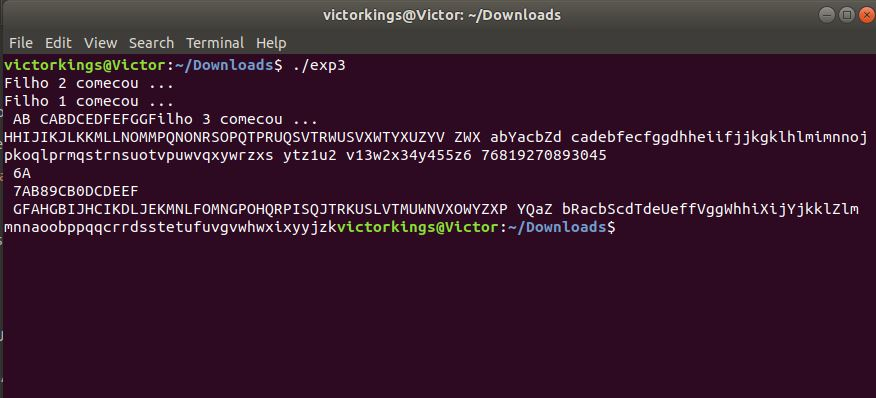 victorkings@Victor: ~/Downloads
File Edit View Search Terminal Help
victorkings@Victor:~/Downloads$ ./exp3
Filho 2 comecou ...
Filho 1 comecou ...
 AB CABDCEDFEFGGFilho 3 comecou ...
HHIJIKJLKKMLLNOMMPQNONRSOPQTPRUQSVTRWUSVXWTYXUZYV ZWX abYacbZd cadebfecfggdhheiifjjkgklhlmimnnoj
pkoqlprmqstrnsuotvpuwvqxywrzxs ytz1u2 v13w2x34y455z6 76819270893045
 6A
 7AB89CB0DCDEEF
 GFAHGBIJHCIKDLJEKMNLFOMNGPOHQRPISQJTRKUSLVTMUWNVXOWYZXP YQaZ bRacbScdTdeUeffVggWhhiXijYjkklZlm
mnnaoobppqqcrrdsstetufuvgvwhwxixyyjzkvictorkings@Victor:~/Downloads$